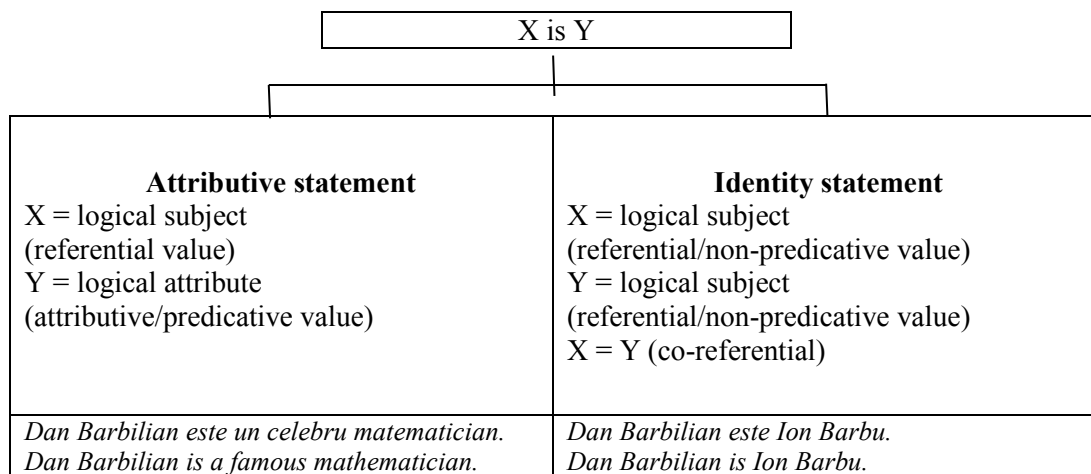 X is Y
Attributive statement
X = logical subject
(referential value)
Y = logical attribute
(attributive/predicative value)
Identity statement
X = logical subject
(referential/non-predicative value)
Y = logical subject
(referential/non-predicative value)
X = Y (co-referential)
Dan Barbilian este un celebru matematician.
Dan Barbilian is a famous mathematician.
Dan Barbilian este Ion Barbu.
Dan Barbilian is Ion Barbu.